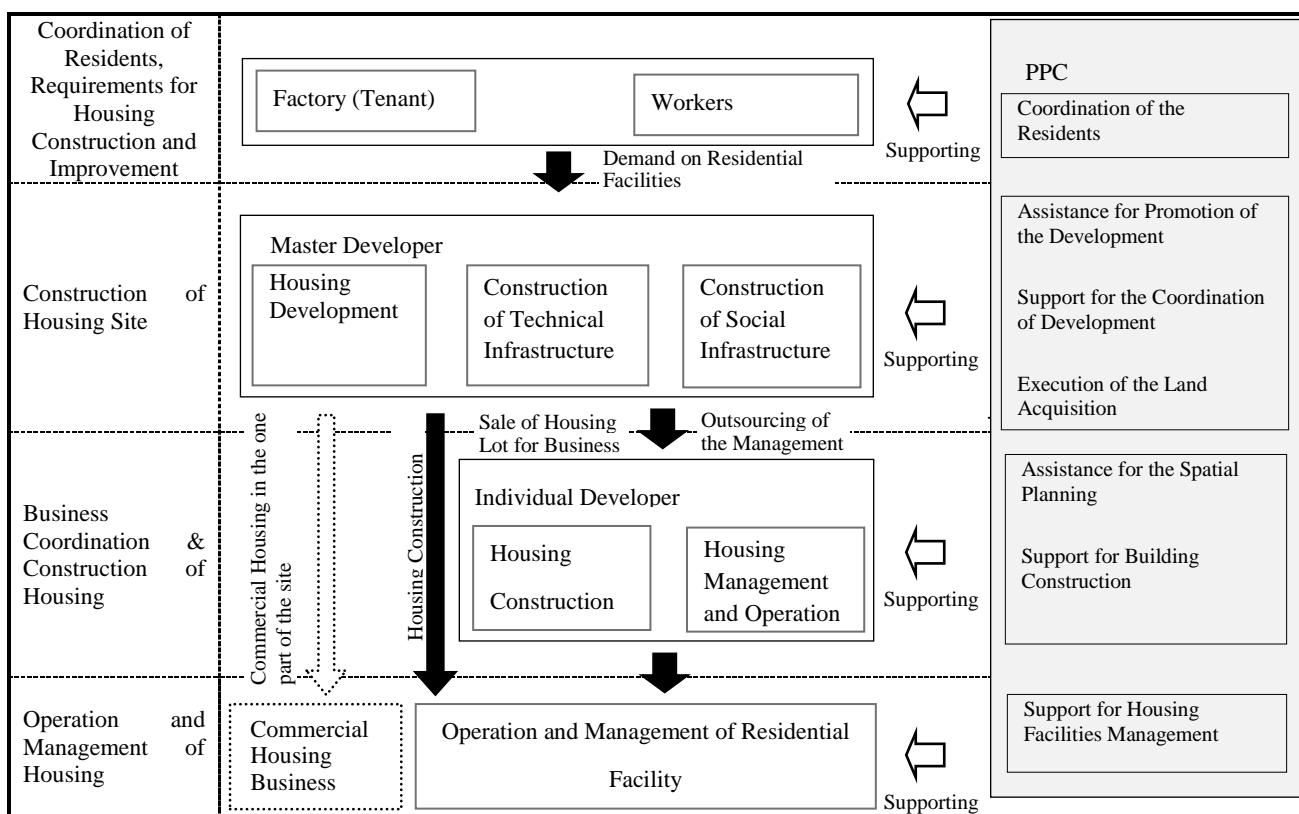 Coordination of
Residents,
Requirements for
Housing
Construction and
Improvement
Factory (Tenant)
Workers
Supporting
PPC
Coordination of the
Residents
Demand on Residential
Facilities
Construction of
Housing Site
Master Developer
Housing
Development
Construction
of Technical
Infrastructure
Construction
of Social
Infrastructure
Supporting
Assistance for Promotion of
the Development
Support for the Coordination
of Development
Execution of the Land
Acquisition
Commercial Housing in the one
part of the site
Housing Construction
Sale of Housing
Lot for Business
Outsourcing of
the Management
Business
Coordination &
Construction of
Housing
Individual Developer
Housing
Construction
Housing
Management
and Operation
Supporting
Assistance for the Spatial
Planning
Support for Building
Construction
Operation and
Management of
Housing
Commercial
Housing
Business
Operation and Management of Residential
Facility
Supporting
Support for Housing
Facilities Management